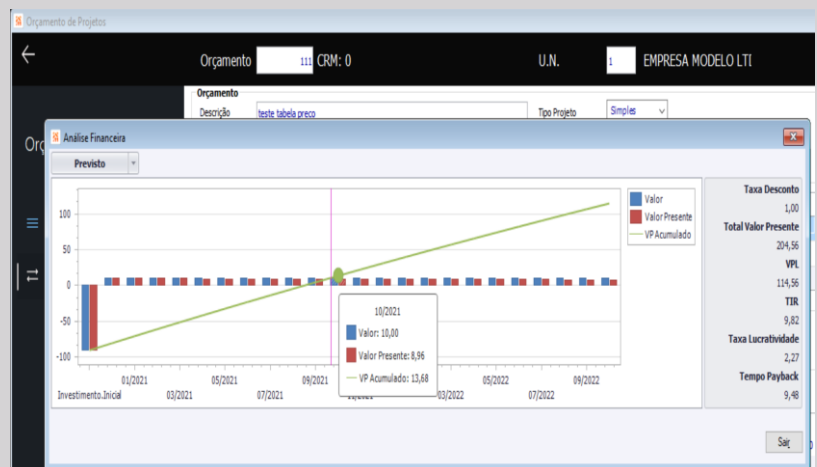 Orçamento de Projetos
Orçamento 111 CRM: 0 U.N. 1 EMPRESA MODELO LTI
Orçamento
Descrição teste tabela preco Tipo Projeto Simples
Orç
Análise Financeira
Previsto
100
50
0
-50
-100
Valor
Valor Presente
VP Acumulado
10/2021
Valor: 10,00
Valor Presente: 8,96
VP Acumulado: 13,68
01/2021 05/2021 09/2021 05/2022 09/2022
Investimento.Inicial 03/2021 07/2021 03/2022 07/2022
Taxa Desconto
1,00
Total Valor Presente
204,56
VPL
114,56
TIR
9,82
Taxa Lucratividade
2,27
Tempo Payback
9,48
Sair